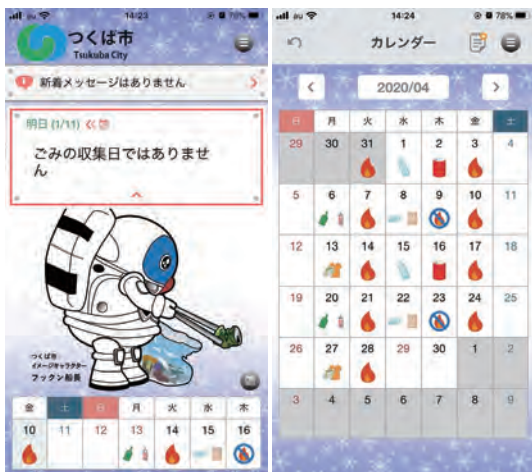 au 14:23 78%
つくば市
Tsukuba City
新着メッセージはありません
明日 (1/11)
ごみの収集日ではありませ
ん
つくば市
イメージキャラクター
フックン船長
金 土 日 月 火 水 木
10 11 12 13 14 15 16
au 14:24 78%
カレンダー
2020/04
日 月 火 水 木 金 土
29 30 31 1 2 3 4
5 6 7 8 9 10 11
12 13 14 15 16 17 18
19 20 21 22 23 24 25
26 27 28 29 30 1 2
3 4 5 6 7 8 9